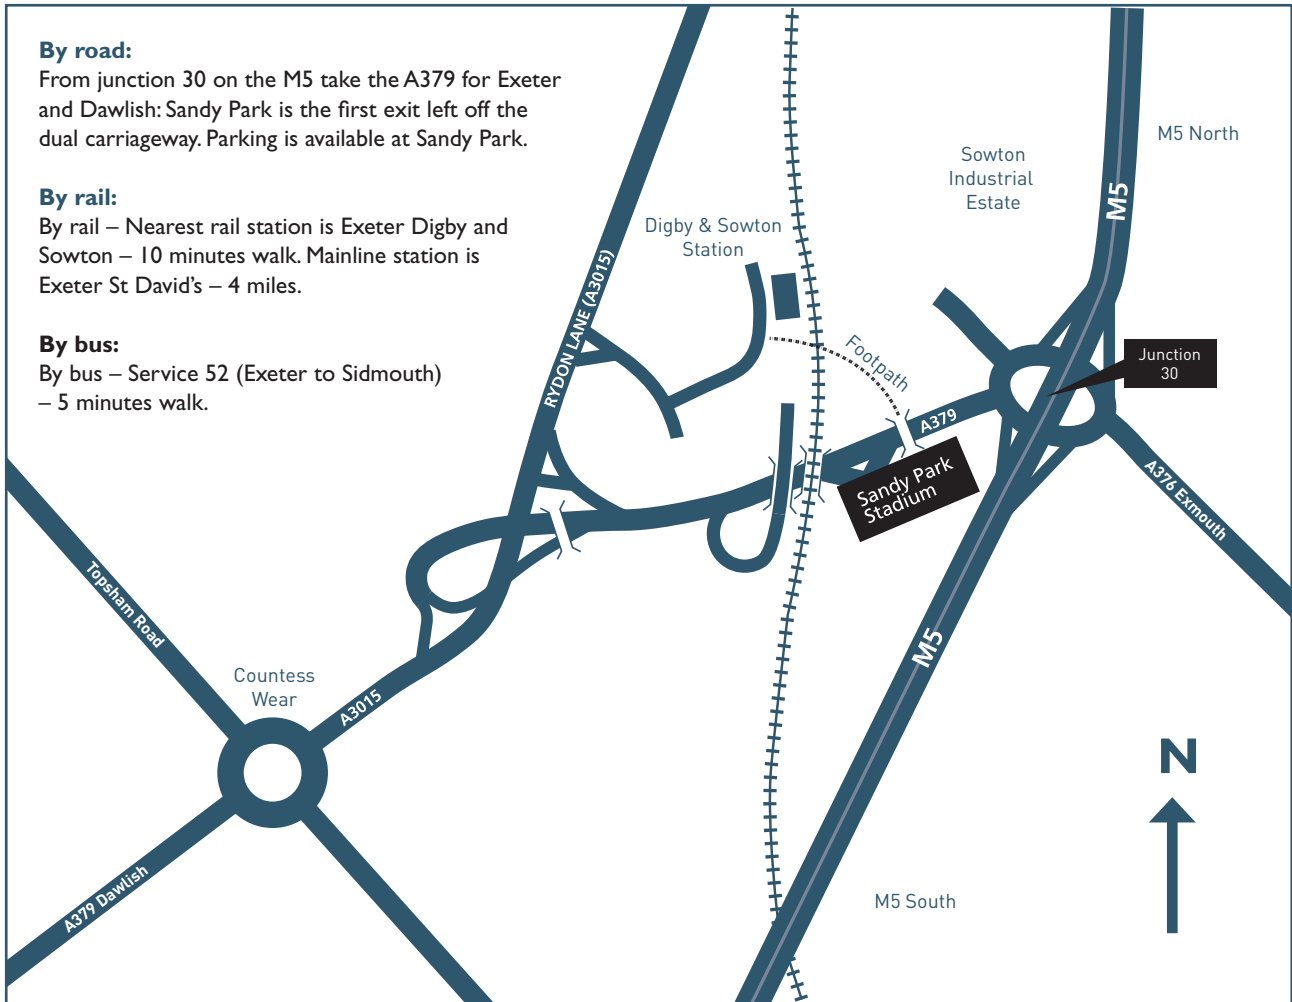 By road:
From junction 30 on the M5 take the A379 for Exeter
and Dawlish: Sandy Park is the first exit left off the
dual carriageway. Parking is available at Sandy Park.
By rail:
By rail – Nearest rail station is Exeter Digby and
Sowton – 10 minutes walk. Mainline station is
Exeter St David's – 4 miles.
By bus:
By bus – Service 52 (Exeter to Sidmouth)
– 5 minutes walk.
M5 North
Sowton
Industrial
Estate
M5
Digby & Sowton
Station
RYDON LANE (A3015)
Footpath
Junction
30
A379
Sandy Park
Stadium
A376 Exmouth
Topsham Road
M5
Countess
Wear
A3015
N
A379 Dawlish
M5 South